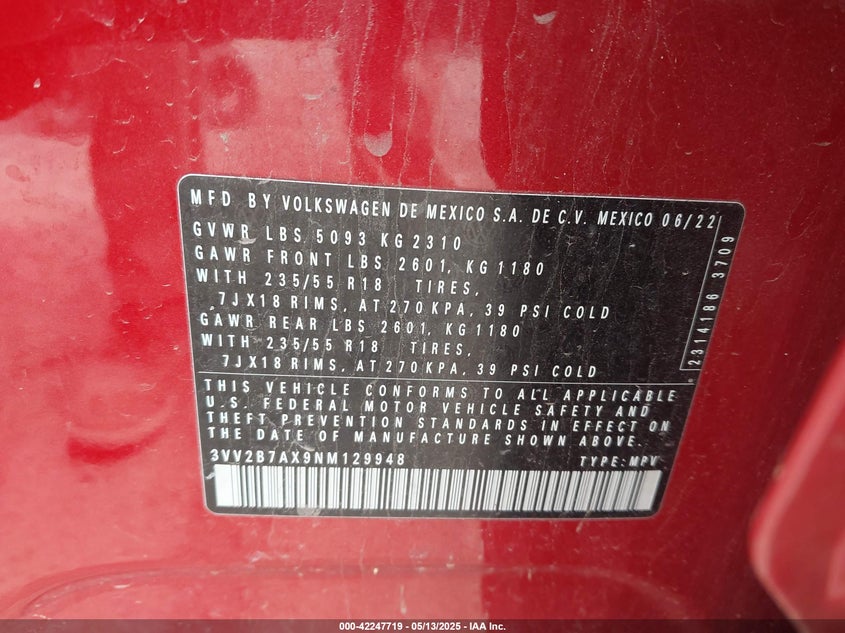 MFD BY VOLKSWAGEN DE MEXICO S.A. DE C.V. MEXICO 06/22
GVWR LBS 5093 KG 2310
GAWR FRONT LBS 2601, KG 1180
WITH 235/55 R18 TIRES,
7JX18 RIMS, AT 270 KPA, 39 PSI COLD
GAWR REAR LBS 2601, KG 1180
WITH 235/55 R18 TIRES,
7JX18 RIMS, AT 270 KPA, 39 PSI COLD
THIS VEHICLE CONFORMS TO ALL APPLICABLE
U.S. FEDERAL MOTOR VEHICLE SAFETY AND
THEFT PREVENTION STANDARDS IN EFFECT ON
THE DATE OF MANUFACTURE SHOWN ABOVE.
3VV2B7AX9NM129948 TYPE:MPV
2314186 3709
000-42247719 - 05/13/2025 - IAA Inc.